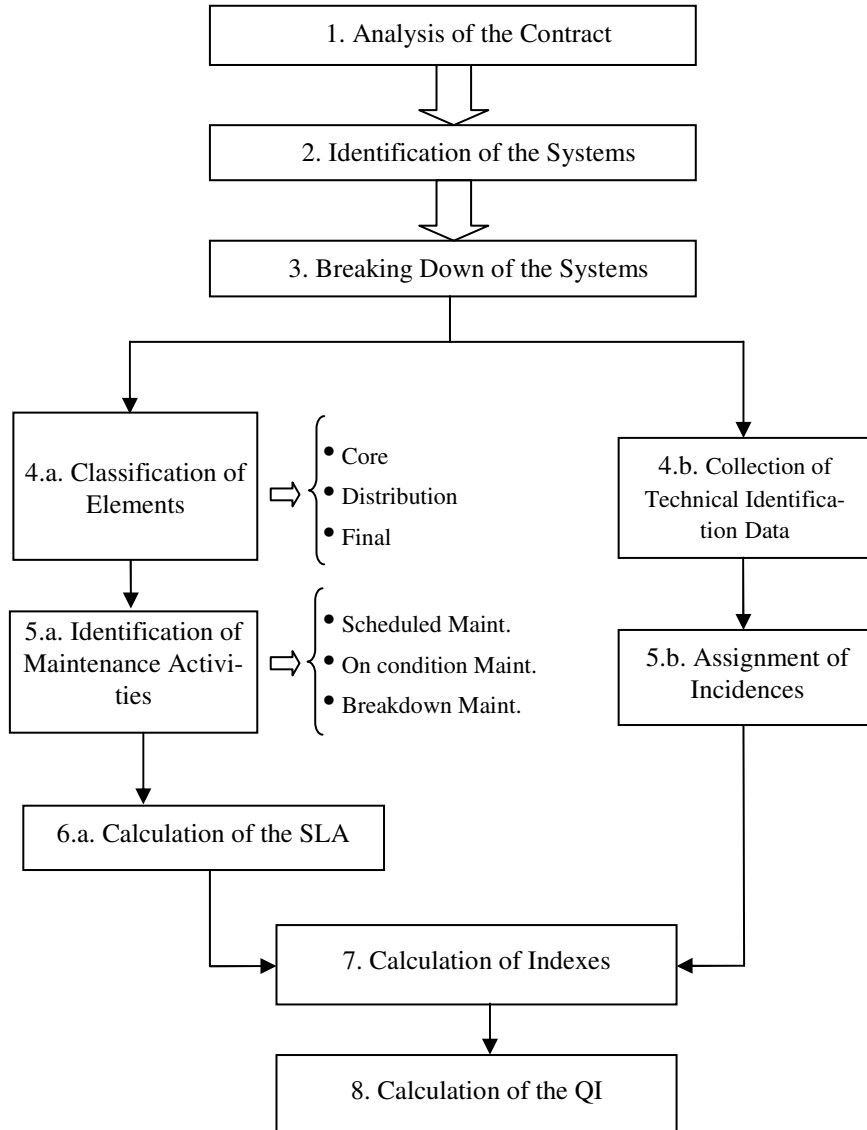 1. Analysis of the Contract
2. Identification of the Systems
3. Breaking Down of the Systems
4.a. Classification of
Elements
• Core
• Distribution
• Final
4.b. Collection of
Technical Identifica-
tion Data
5.a. Identification of
Maintenance Activi-
ties
• Scheduled Maint.
• On condition Maint.
• Breakdown Maint.
5.b. Assignment of
Incidences
6.a. Calculation of the SLA
7. Calculation of Indexes
8. Calculation of the QI